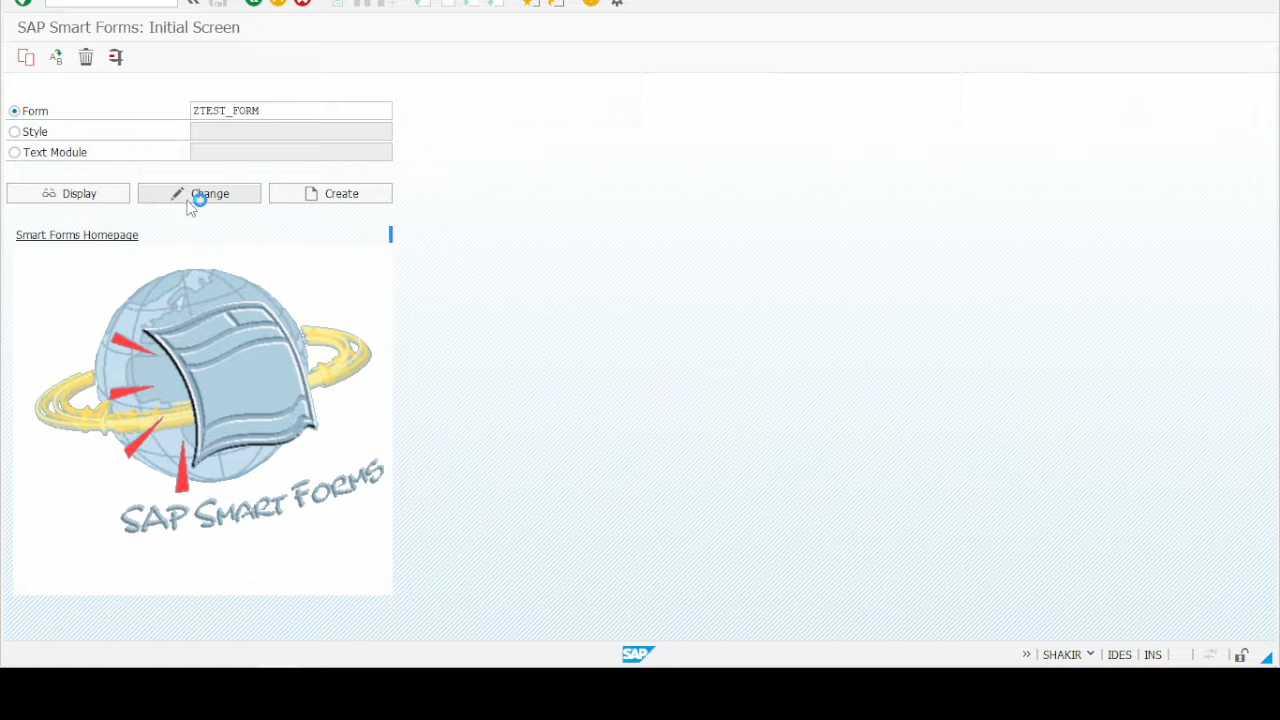 SAP Smart Forms: Initial Screen
Form ZTEST_FORM
Style
Text Module
Display Change Create
Smart Forms Homepage
SAP SMART FORMS
SAP » SHAKIR IDES INS